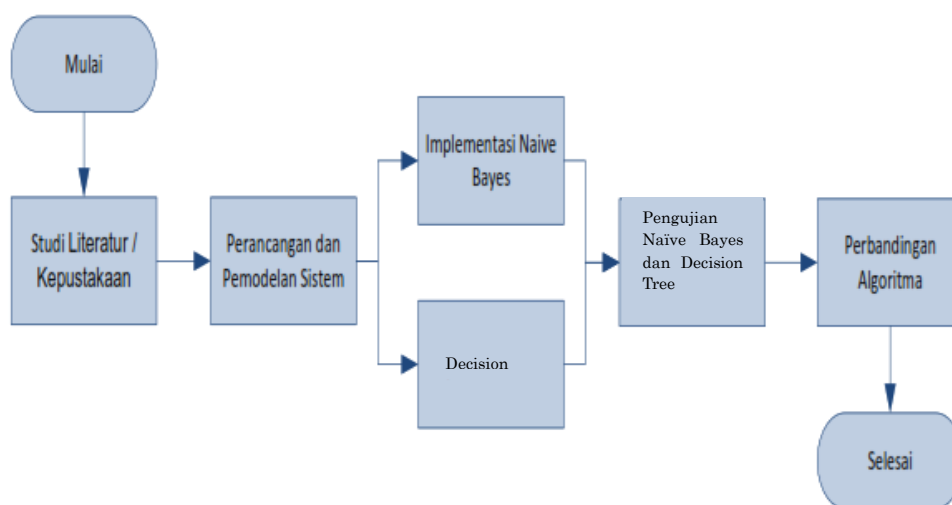 Mulai
Studi Literatur /
Kepustakaan
Perancangan dan
Pemodelan Sistem
Implementasi Naive
Bayes
Decision
Pengujian
Naïve Bayes
dan Decision
Tree
Perbandingan
Algoritma
Selesai